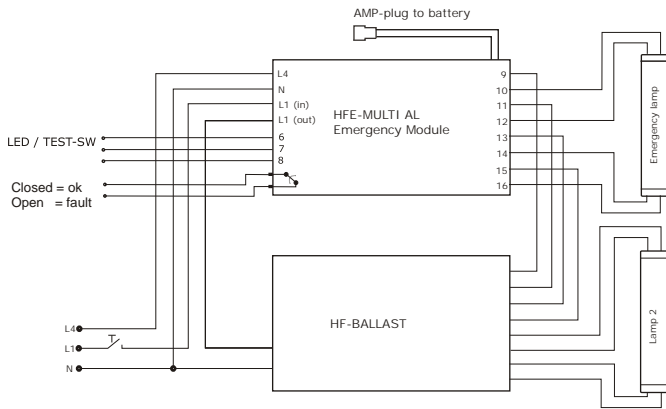 AMP-plug to battery
L4
N
L1 (in)
L1 (out)
6
7
8
HFE-MULTI AL
Emergency Module
9
10
11
12
13
14
15
16
Emergency lamp
LED / TEST-SW
Closed = ok
Open = fault
HF-BALLAST
Lamp 2
L4
L1
T
N